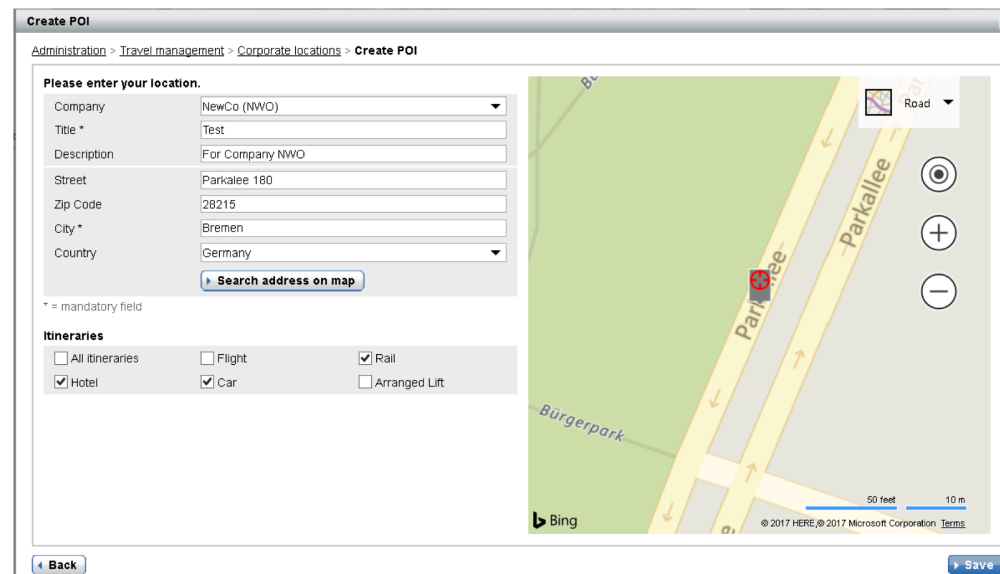 Create POI
Administration > Travel management > Corporate locations > Create POI
Please enter your location.
Company NewCo (NWO)
Title * Test
Description For Company NWO
Street Parkalee 180
Zip Code 28215
City * Bremen
Country Germany
Search address on map
* = mandatory field
Itineraries
All itineraries Flight Rail
Hotel Car Arranged Lift
Road
Parkallee
Parkallee
Bürgerpark
50 feet 10 m
Bing
© 2017 HERE,© 2017 Microsoft Corporation Terms
Back
Save